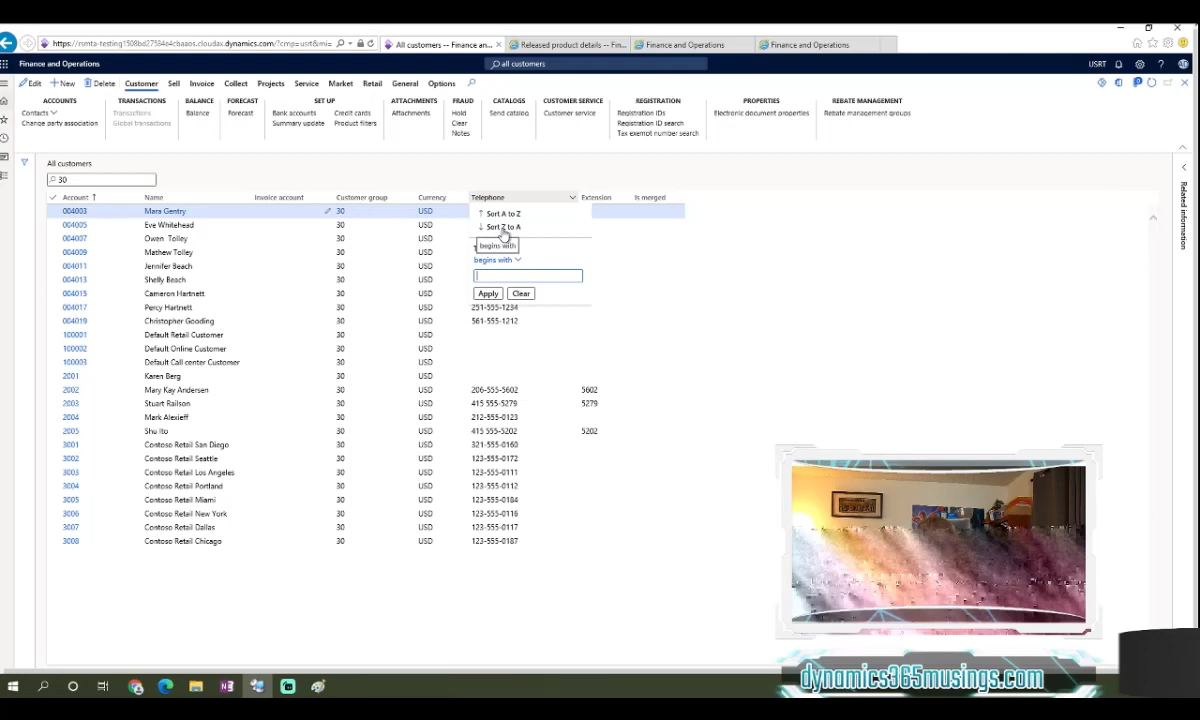 https://rsmta-testing1508bd27584e4cbaaos.cloudax.dynamics.com/?cmp=usrt&mi=
All customers -- Finance an...
Released product details -- Fin...
Finance and Operations
Finance and Operations
Finance and Operations
all customers
USRT
Edit
New
Delete
Customer
Sell
Invoice
Collect
Projects
Service
Market
Retail
General
Options
ACCOUNTS
TRANSACTIONS
BALANCE
FORECAST
SET UP
ATTACHMENTS
FRAUD
CATALOGS
CUSTOMER SERVICE
REGISTRATION
PROPERTIES
REBATE MANAGEMENT
Contacts
Transactions
Balance
Forecast
Bank accounts
Credit cards
Attachments
Hold
Send catalog
Customer service
Registration IDs
Electronic document properties
Rebate management groups
Change party association
Global transactions
Summary update
Product filters
Clear
Registration ID search
Notes
Tax exempt number search
All customers
30
Related information
Account Name Invoice account Customer group Currency Telephone Extension Is merged
004003 Mara Gentry 30 USD
Sort A to Z
004005 Eve Whitehead 30 USD
Sort Z to A
004007 Owen Tolley 30 USD
begins with
004009 Mathew Tolley 30 USD
begins with
004011 Jennifer Beach 30 USD
004013 Shelly Beach 30 USD
004015 Cameron Hartnett 30 USD
Apply
Clear
004017 Percy Hartnett 30 USD 251-555-1234
004019 Christopher Gooding 30 USD 561-555-1212
100001 Default Retail Customer 30 USD
100002 Default Online Customer 30 USD
100003 Default Call center Customer 30 USD
2001 Karen Berg 30 USD
2002 Mary Kay Andersen 30 USD 206-555-5602 5602
2003 Stuart Railson 30 USD 415 555-5279 5279
2004 Mark Alexieff 30 USD 212-555-0123
2005 Shu Ito 30 USD 415 555-5202 5202
3001 Contoso Retail San Diego 30 USD 321-555-0160
3002 Contoso Retail Seattle 30 USD 123-555-0172
3003 Contoso Retail Los Angeles 30 USD 123-555-0111
3004 Contoso Retail Portland 30 USD 123-555-0112
3005 Contoso Retail Miami 30 USD 123-555-0184
3006 Contoso Retail New York 30 USD 123-555-0116
3007 Contoso Retail Dallas 30 USD 123-555-0117
3008 Contoso Retail Chicago 30 USD 123-555-0187
dynamics365musings.com